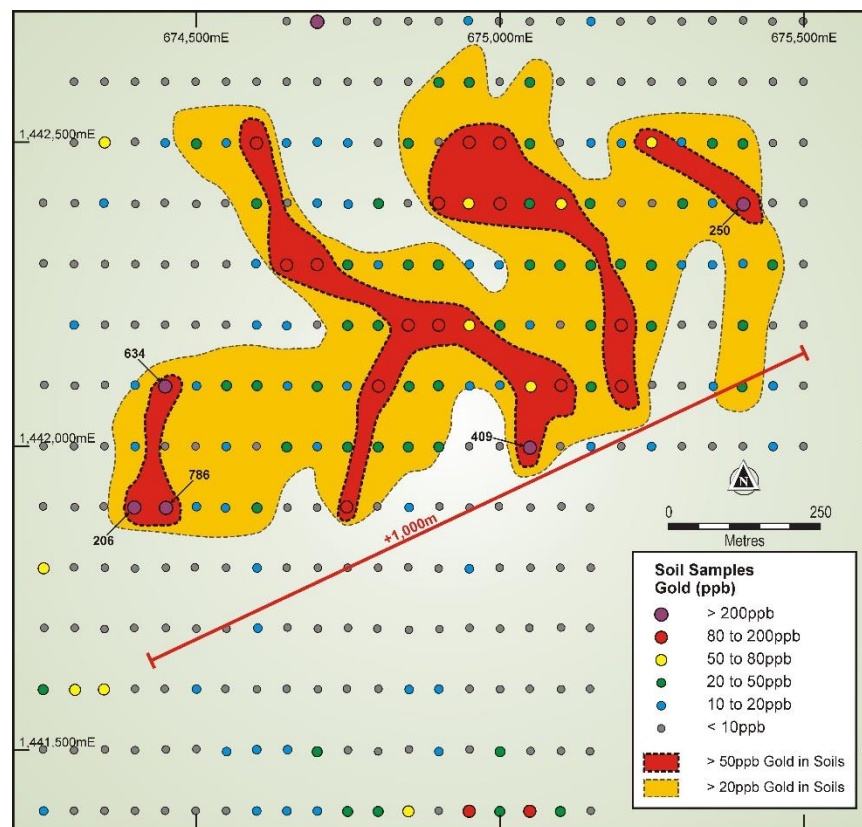 674,500mE
675,000mE
675,500mE
1,442,500mE
250
634
409
1,442,000mE
786
206
N
+1,000m
0 250
Metres
Soil Samples
Gold (ppb)
> 200ppb
80 to 200ppb
50 to 80ppb
20 to 50ppb
10 to 20ppb
< 10ppb
> 50ppb Gold in Soils
> 20ppb Gold in Soils
1,441,500mE